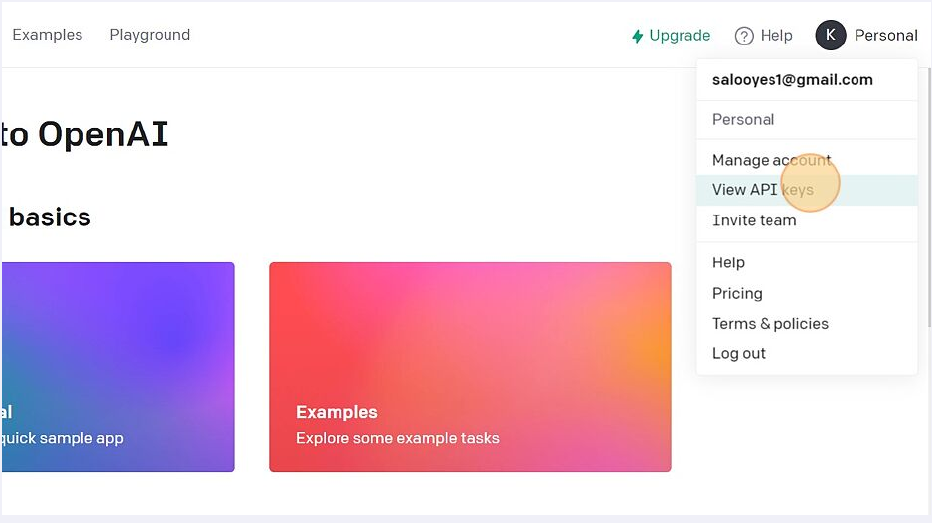 Examples Playground Upgrade Help K Personal
salooyes1@gmail.com
Personal
Manage account
View API keys
Invite team
Help
Pricing
Terms & policies
Log out
to OpenAI
basics
al
quick sample app
Examples
Explore some example tasks